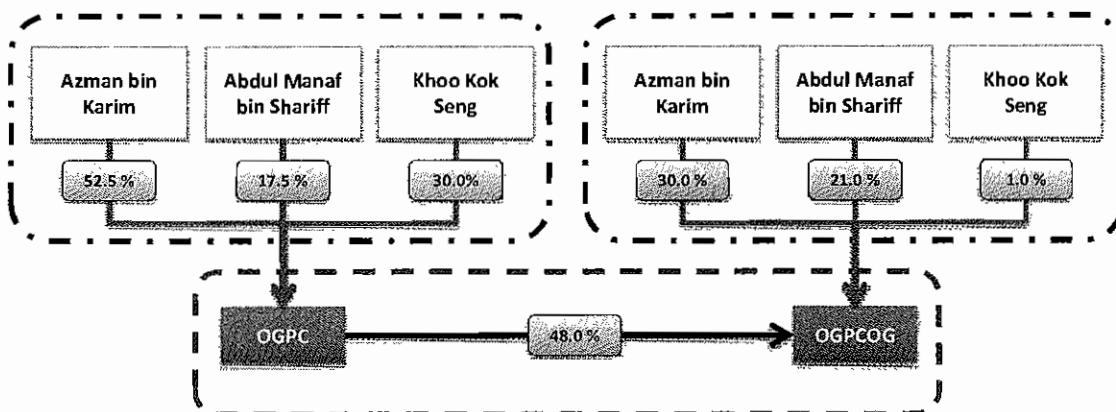 Azman bin
Karim
Abdul Manaf
bin Shariff
Khoo Kok
Seng
Azman bin
Karim
Abdul Manaf
bin Shariff
Khoo Kok
Seng
52.5 %
17.5 %
30.0%
30.0 %
21.0 %
1.0 %
OGPC
48.0 %
OGPCOG